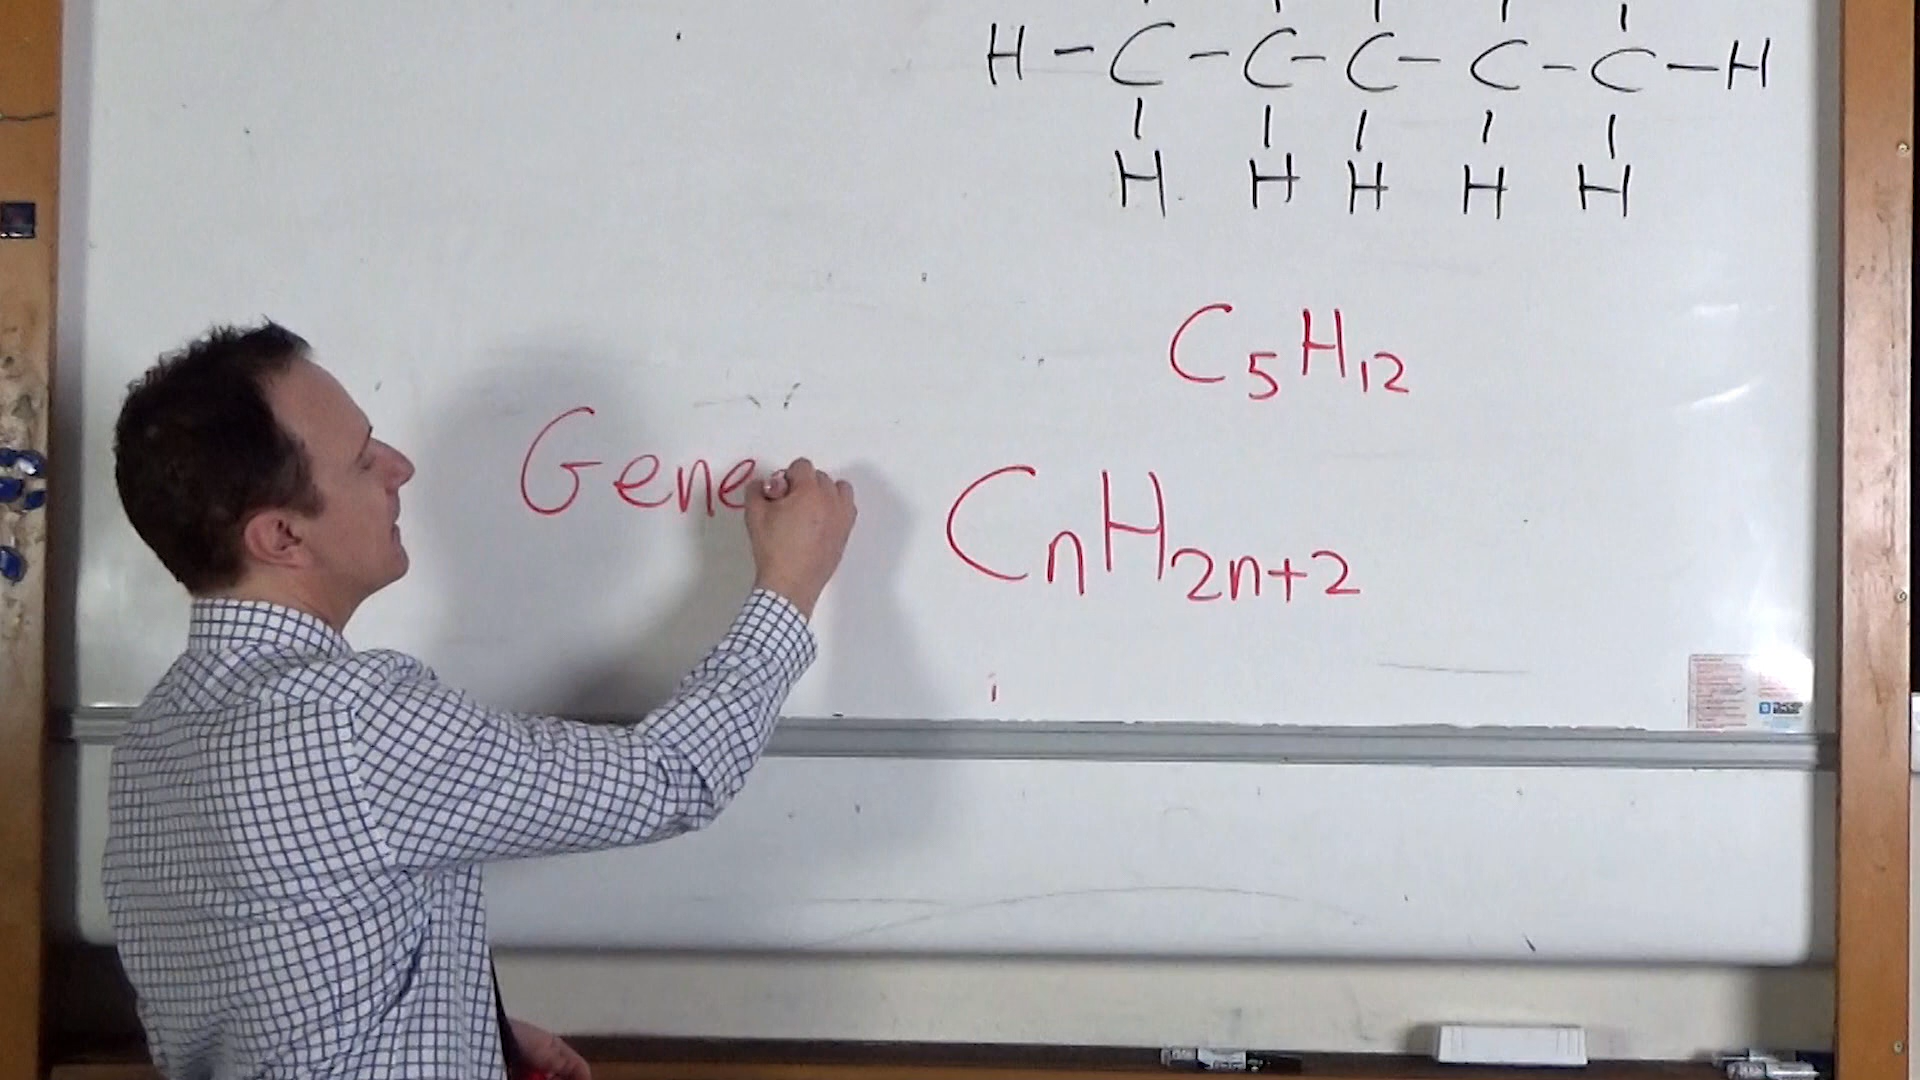 H-C-C-C-C-C-H
H H H H H
C5H12
Gene
CnH2n+2